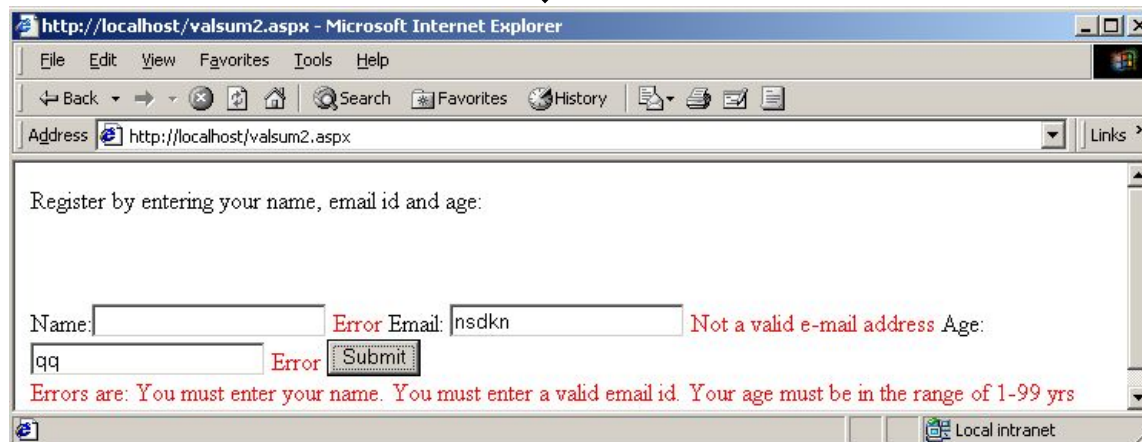 http://localhost/valsum2.aspx - Microsoft Internet Explorer
File Edit View Favorites Tools Help
Back Search Favorites History
Address http://localhost/valsum2.aspx Links
Register by entering your name, email id and age:
Name: Error Email: nsdkn Not a valid e-mail address Age:
qq Error Submit
Errors are: You must enter your name. You must enter a valid email id. Your age must be in the range of 1-99 yrs
Local intranet